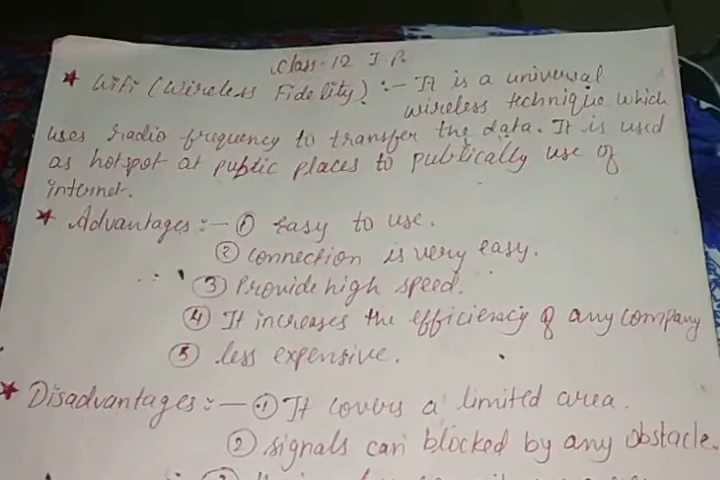 Class-12 I.P.
★ WiFi (Wireless Fidelity) :- It is a universal
wireless technique which
uses radio frequency to transfer the data. It is used
as hotspot at public places to publically use of
internet.
★ Advantages :- ① Easy to use.
② connection is very easy.
③ Provide high speed.
④ It increases the efficiency of any company
⑤ less expensive.
★ Disadvantages :- ① It covers a limited area.
② signals can blocked by any obstacle.